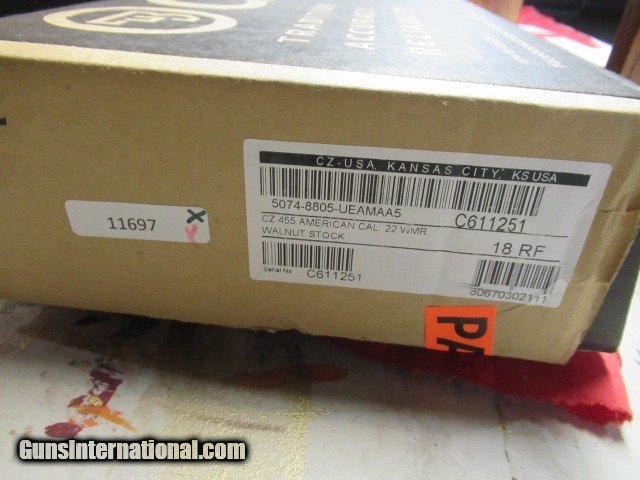 CZ-USA, KANSAS CITY, KS USA
5074-8805-UEAMAA5
C611251
CZ 455 AMERICAN CAL .22 WMR
WALNUT STOCK
18 RF
Serial No
C611251
80670302111
11697
X
Y
PA
GunsInternational.com